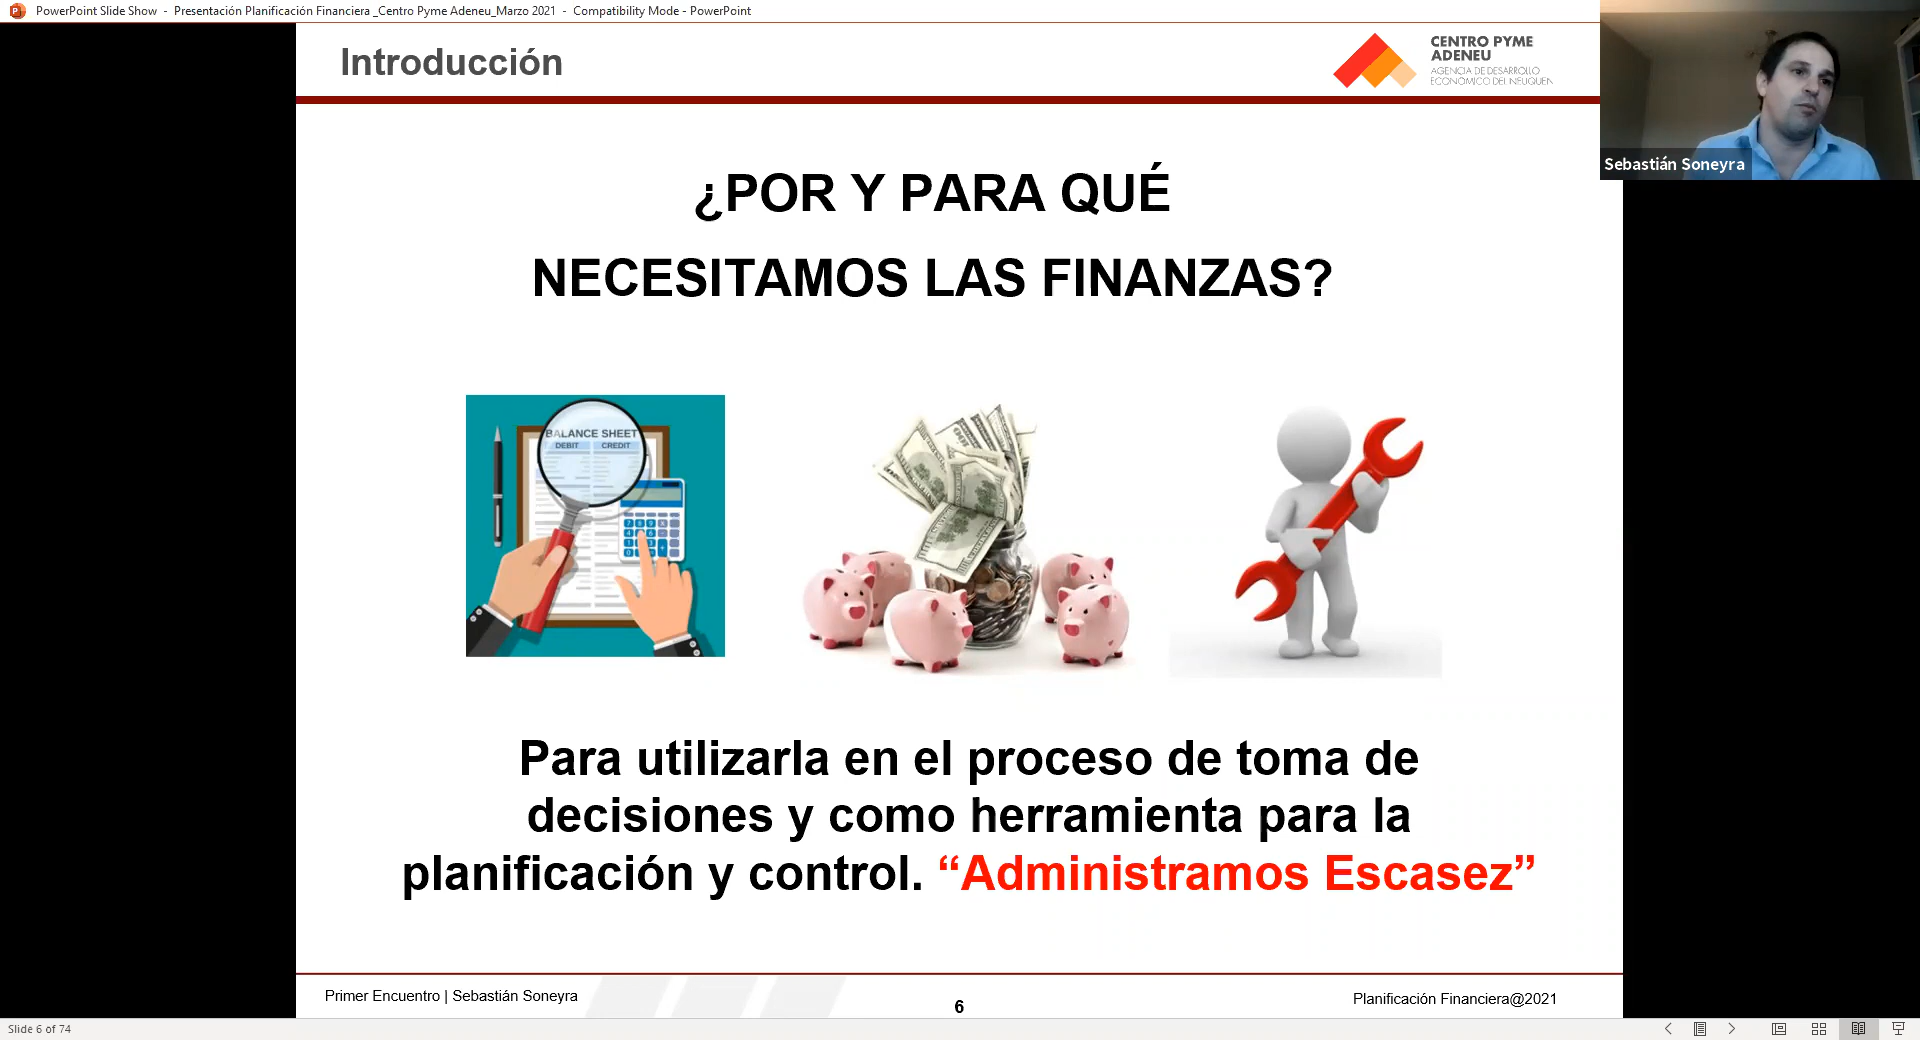 PowerPoint Slide Show - Presentación Planificación Financiera _Centro Pyme Adeneu_Marzo 2021 - Compatibility Mode - PowerPoint
Introducción
CENTRO PYME
ADENEU
AGENCIA DE DESARROLLO
ECONOMICO DEL NEUQUEN
Sebastián Soneyra
¿POR Y PARA QUÉ
NECESITAMOS LAS FINANZAS?
BALANCE SHEET
DEBIT CREDIT
Para utilizarla en el proceso de toma de
decisiones y como herramienta para la
planificación y control. “Administramos Escasez”
Primer Encuentro | Sebastián Soneyra
6
Planificación Financiera@2021
Slide 6 of 74